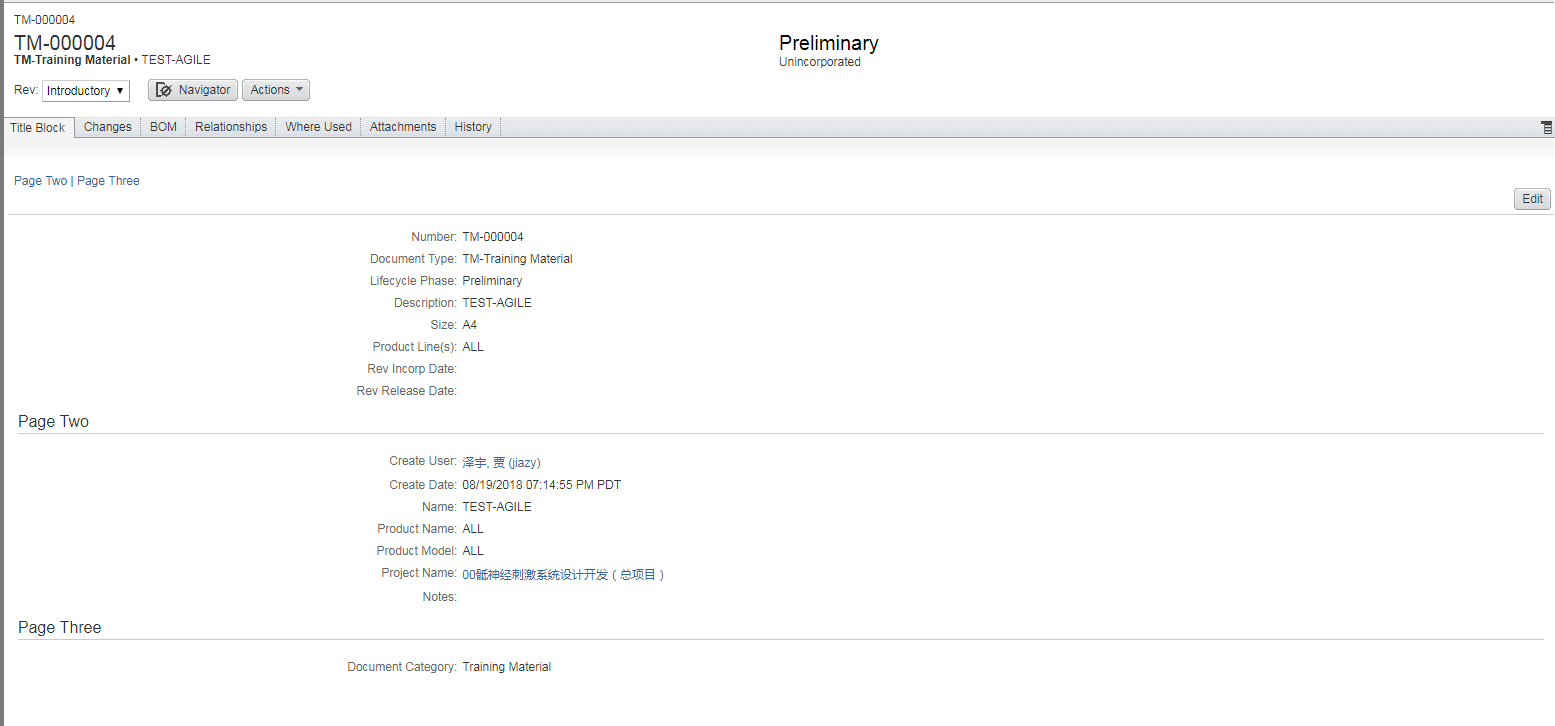 TM-000004
TM-000004
TM-Training Material • TEST-AGILE
Preliminary
Unincorporated
Rev: Introductory Navigator Actions
Title Block Changes BOM Relationships Where Used Attachments History
Page Two | Page Three
Edit
Number: TM-000004
Document Type: TM-Training Material
Lifecycle Phase: Preliminary
Description: TEST-AGILE
Size: A4
Product Line(s): ALL
Rev Incorp Date:
Rev Release Date:
Page Two
Create User: 泽宇, 贾 (jiazy)
Create Date: 08/19/2018 07:14:55 PM PDT
Name: TEST-AGILE
Product Name: ALL
Product Model: ALL
Project Name: 00骶神经刺激系统设计开发（总项目）
Notes:
Page Three
Document Category: Training Material